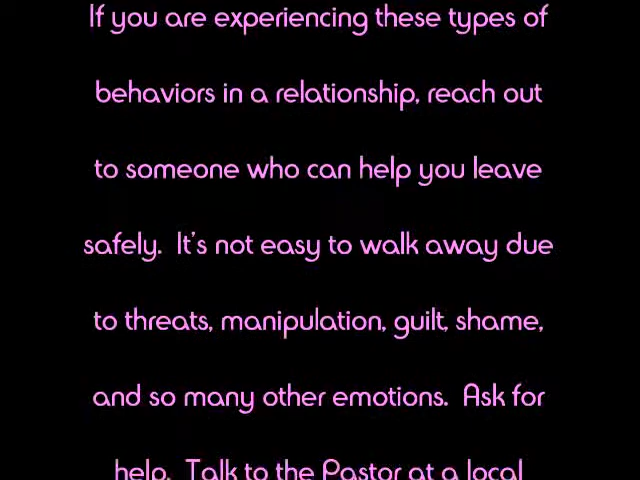 If you are experiencing these types of
behaviors in a relationship, reach out
to someone who can help you leave
safely.  It's not easy to walk away due
to threats, manipulation, guilt, shame,
and so many other emotions.  Ask for
help.  Talk to the Pastor at a local